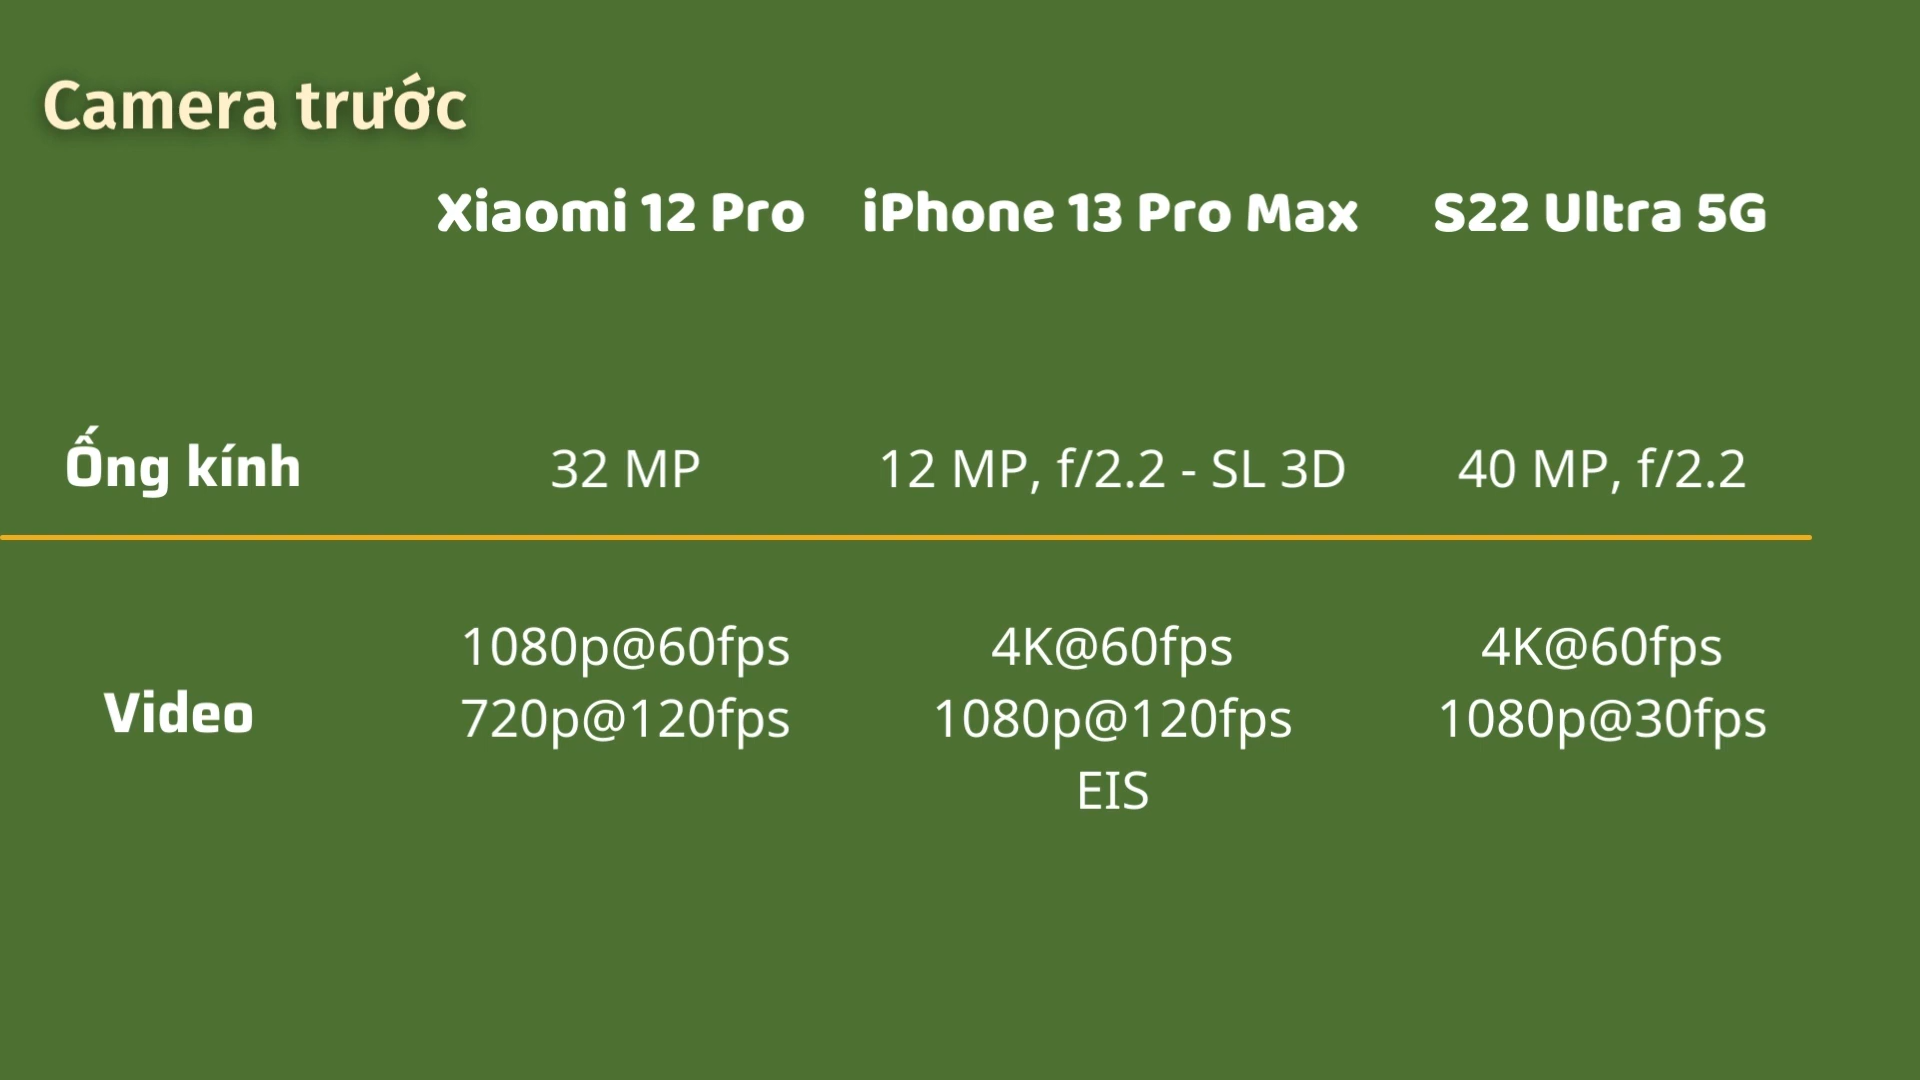 Camera trước
Xiaomi 12 Pro iPhone 13 Pro Max S22 Ultra 5G
Ống kính 32 MP 12 MP, f/2.2 - SL 3D 40 MP, f/2.2
1080p@60fps 4K@60fps 4K@60fps
Video 720p@120fps 1080p@120fps 1080p@30fps
EIS